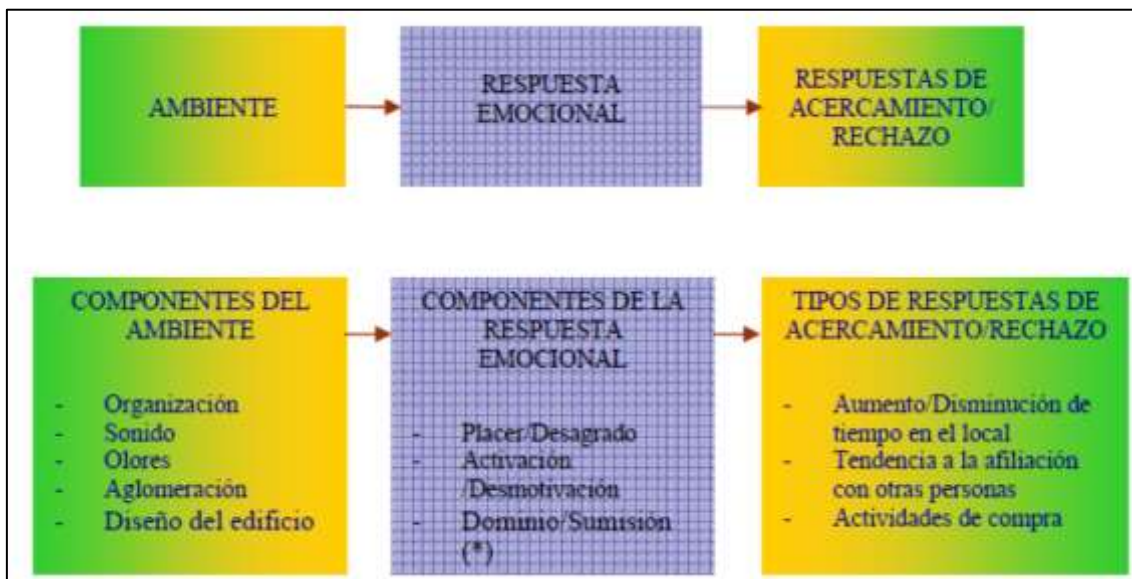 AMBIENTE
RESPUESTA
EMOCIONAL
RESPUESTAS DE
ACERCAMIENTO/
RECHAZO
COMPONENTES DEL
AMBIENTE
- Organización
- Sonido
- Olores
- Aglomeración
- Diseño del edificio
COMPONENTES DE LA
RESPUESTA
EMOCIONAL
- Placer/Desagrado
- Activación
/Desmotivación
- Dominio/Sumisión
(*)
TIPOS DE RESPUESTAS DE
ACERCAMIENTO/RECHAZO
- Aumento/Disminución de
tiempo en el local
- Tendencia a la afiliación
con otras personas
- Actividades de compra